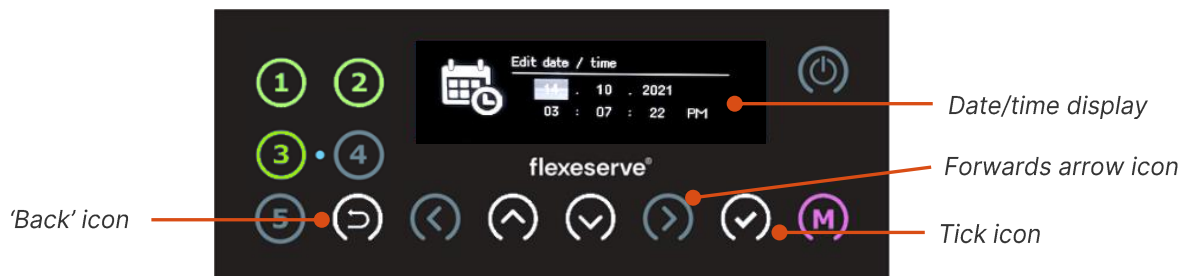 1 2
Edit date / time
14 . 10 . 2021
03 : 07 : 22 PM
Date/time display
3 4
flexeserve®
Forwards arrow icon
'Back' icon
5
M
Tick icon